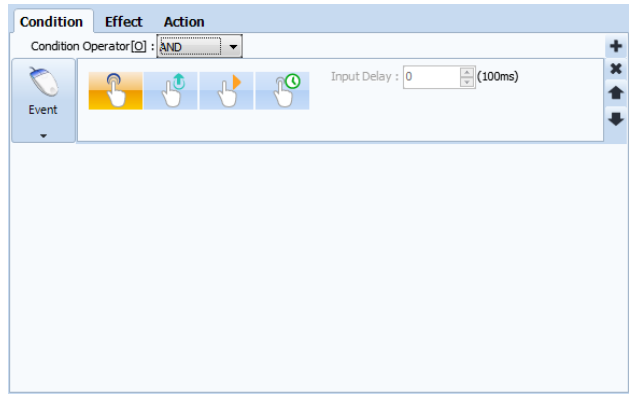 Condition Effect Action
Condition Operator[O] : AND
Input Delay : 0 (100ms)
Event